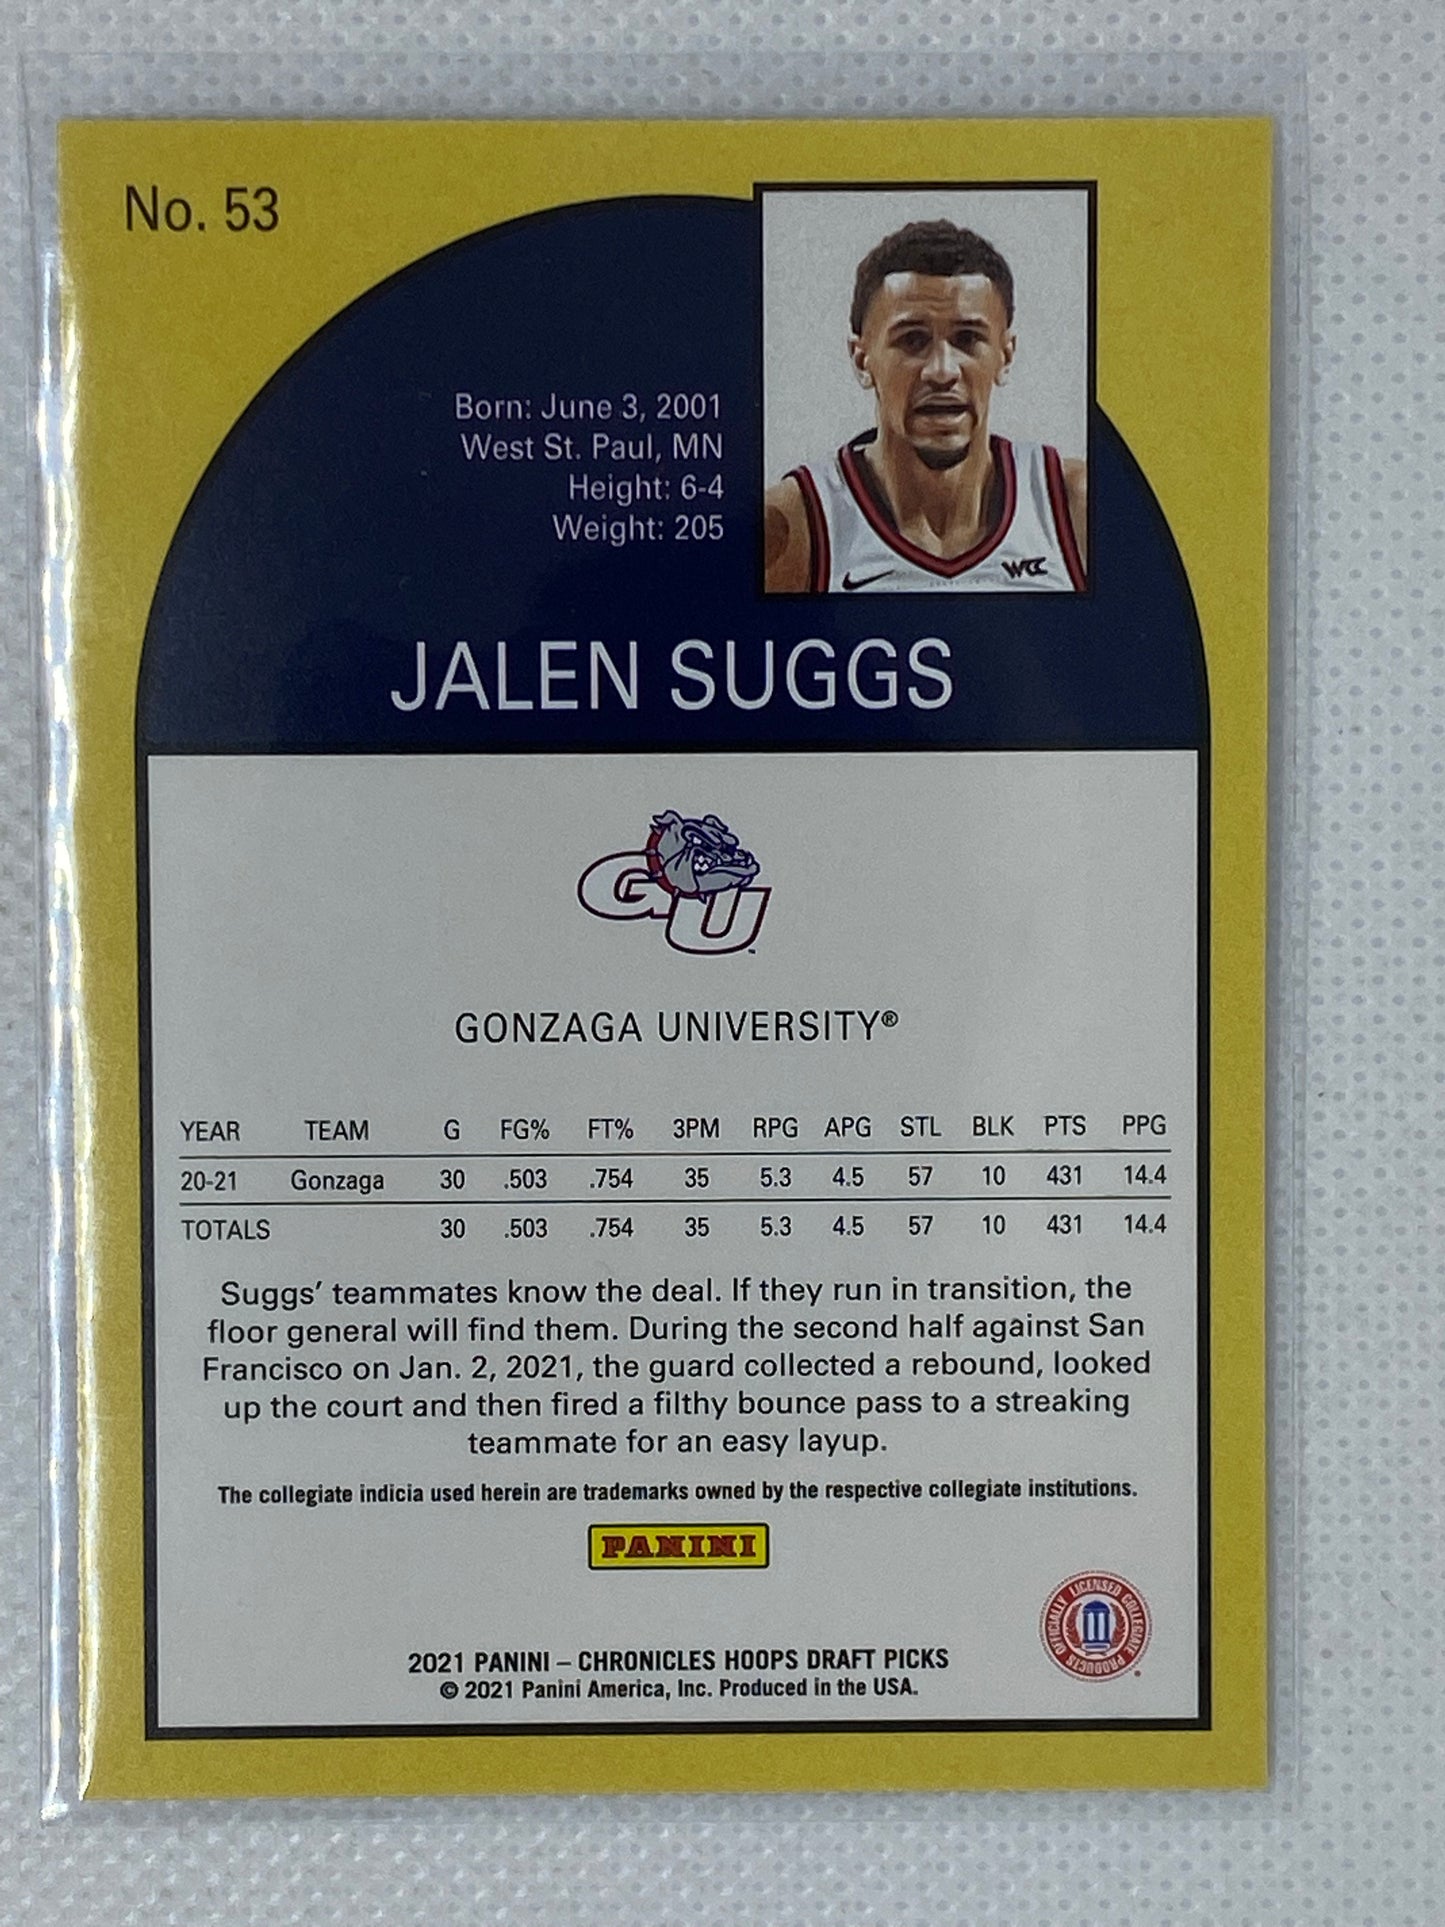 No. 53
Born: June 3, 2001
West St. Paul, MN
Height: 6-4
Weight: 205
WCC
JALEN SUGGS
GU
GONZAGA UNIVERSITY®
YEAR TEAM G FG% FT% 3PM RPG APG STL BLK PTS PPG
20-21 Gonzaga 30 .503 .754 35 5.3 4.5 57 10 431 14.4
TOTALS 30 .503 .754 35 5.3 4.5 57 10 431 14.4
Suggs’ teammates know the deal. If they run in transition, the
floor general will find them. During the second half against San
Francisco on Jan. 2, 2021, the guard collected a rebound, looked
up the court and then fired a filthy bounce pass to a streaking
teammate for an easy layup.
The collegiate indicia used herein are trademarks owned by the respective collegiate institutions.
PANINI
OFFICIALLY LICENSED COLLEGIATE PRODUCTS
2021 PANINI – CHRONICLES HOOPS DRAFT PICKS
© 2021 Panini America, Inc. Produced in the USA.